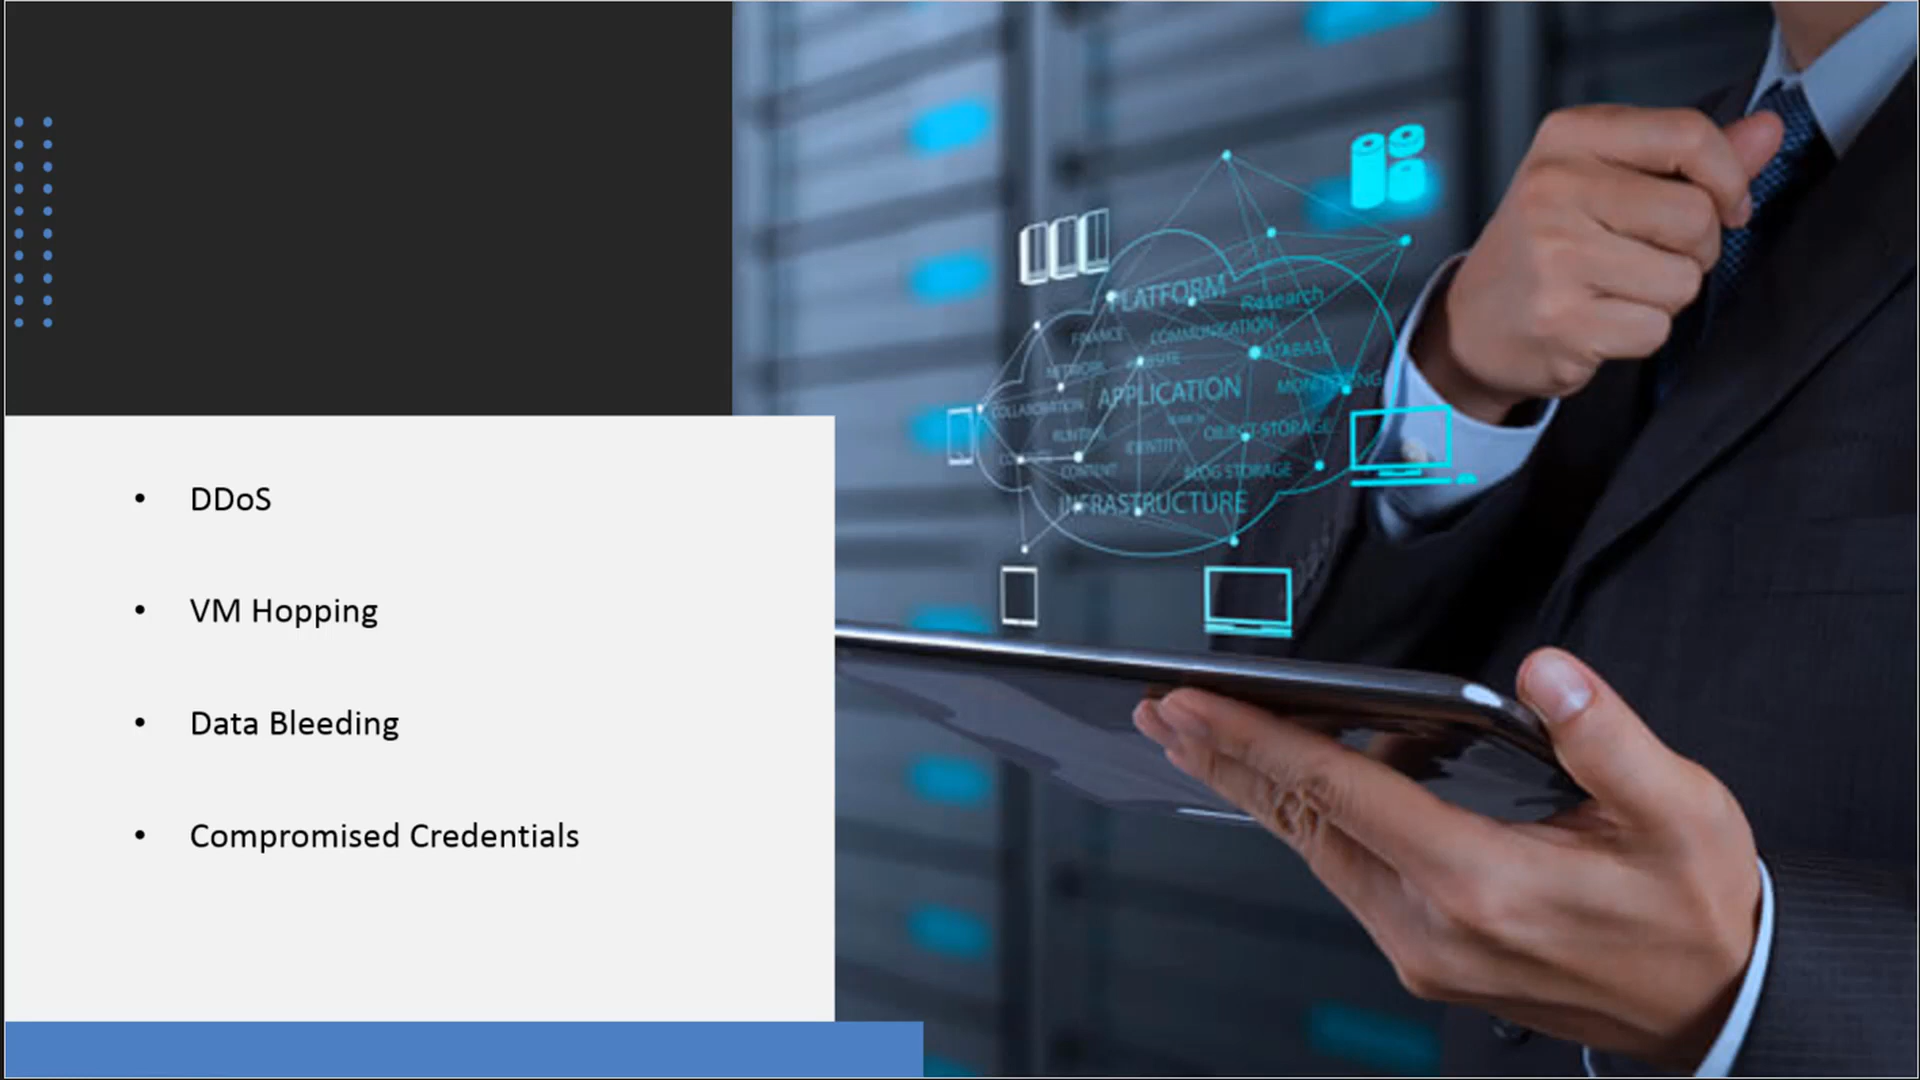 • DDoS
• VM Hopping
• Data Bleeding
• Compromised Credentials
PLATFORM
Research
FINANCE
COMMUNICATION
NETWORK
DATABASE
APPLICATION
MONITORING
COLLABORATION
RUNTIME
IDENTITY
OBJECT STORAGE
CONTENT
BLOG STORAGE
INFRASTRUCTURE